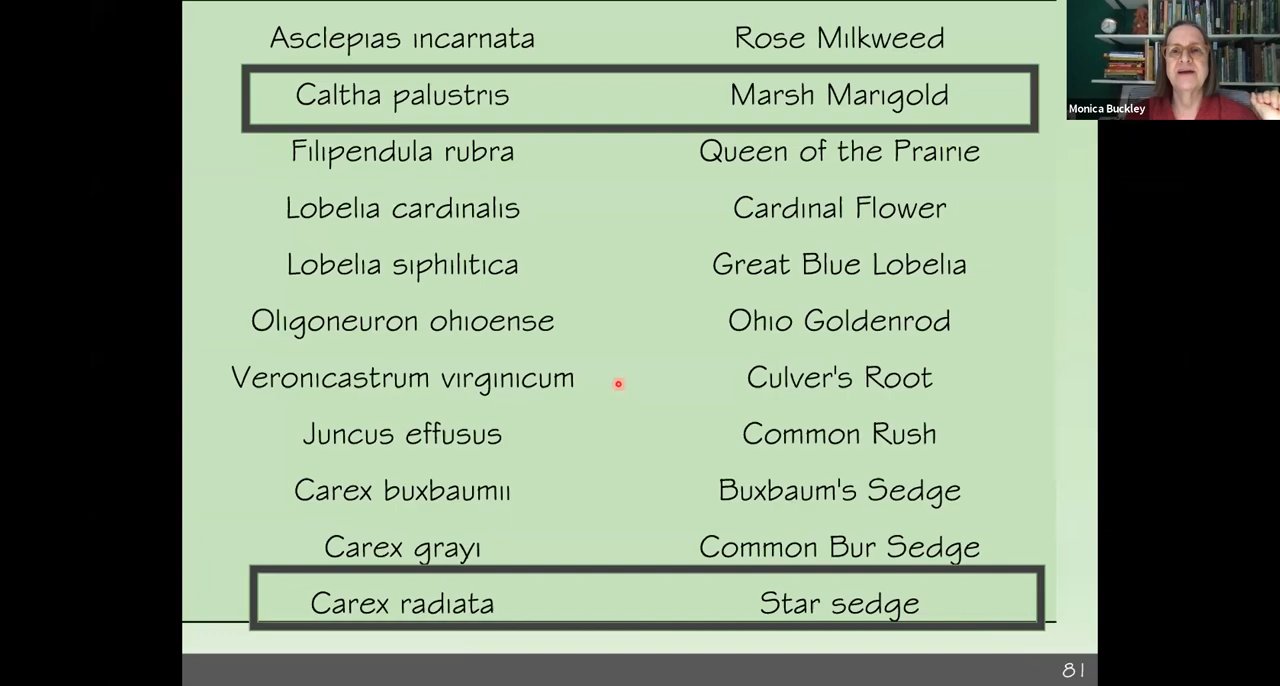 Asclepias incarnata Rose Milkweed
Caltha palustris Marsh Marigold
Filipendula rubra Queen of the Prairie
Lobelia cardinalis Cardinal Flower
Lobelia siphilitica Great Blue Lobelia
Oligoneuron ohioense Ohio Goldenrod
Veronicastrum virginicum Culver's Root
Juncus effusus Common Rush
Carex buxbaumii Buxbaum's Sedge
Carex grayi Common Bur Sedge
Carex radiata Star sedge
81
Monica Buckley